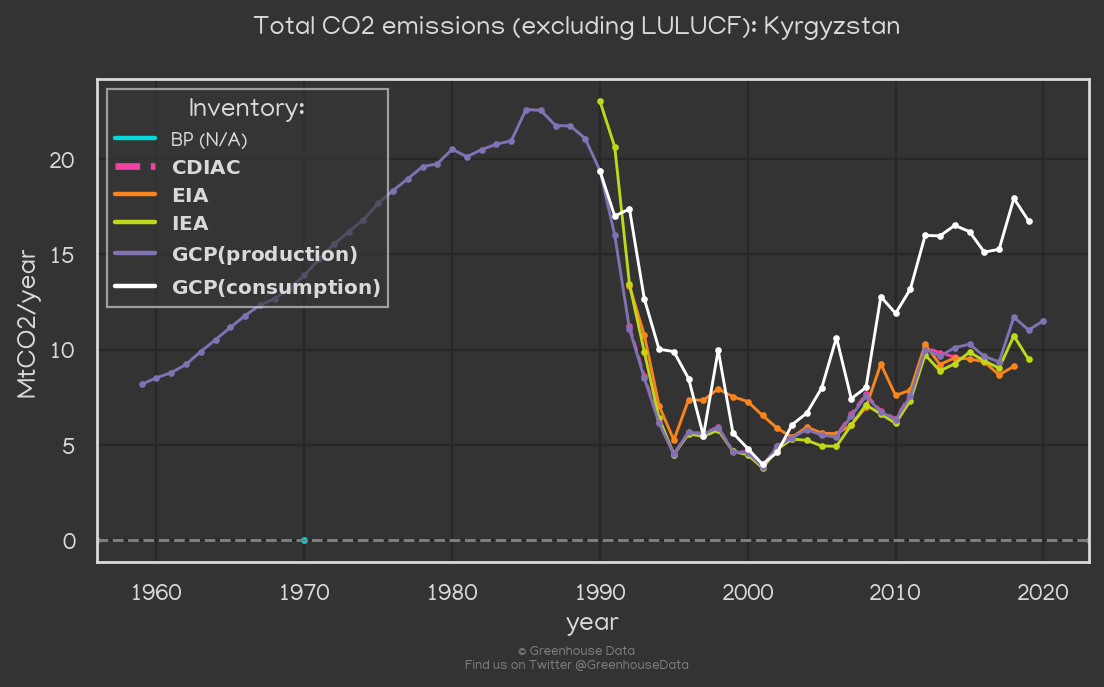 Total CO2 emissions (excluding LULUCF): Kyrgyzstan
Inventory:
BP (N/A)
CDIAC
EIA
IEA
GCP(production)
GCP(consumption)
MtCO2/year
20
15
10
5
0
1960 1970 1980 1990 2000 2010 2020
year
© Greenhouse Data
Find us on Twitter @GreenhouseData